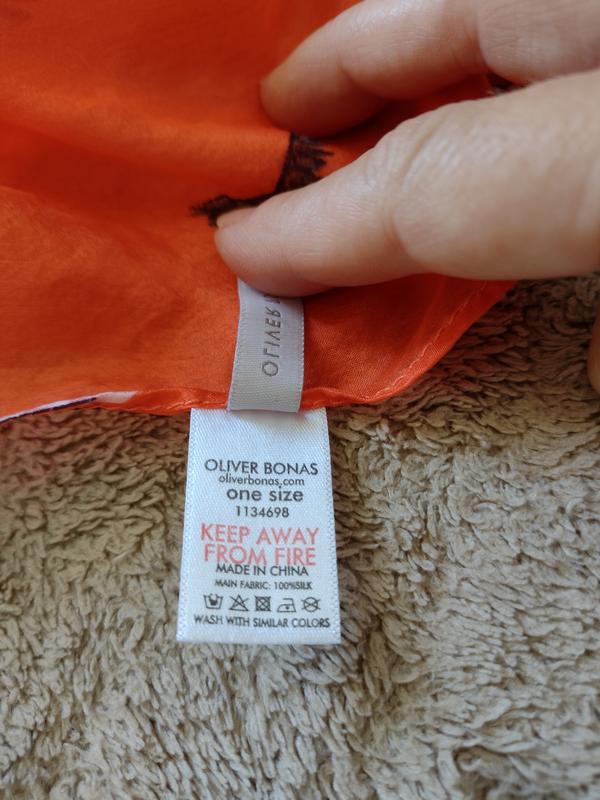 OLIVER
OLIVER BONAS
oliverbonas.com
one size
1134698
KEEP AWAY
FROM FIRE
MADE IN CHINA
MAIN FABRIC: 100%SILK
WASH WITH SIMILAR COLORS